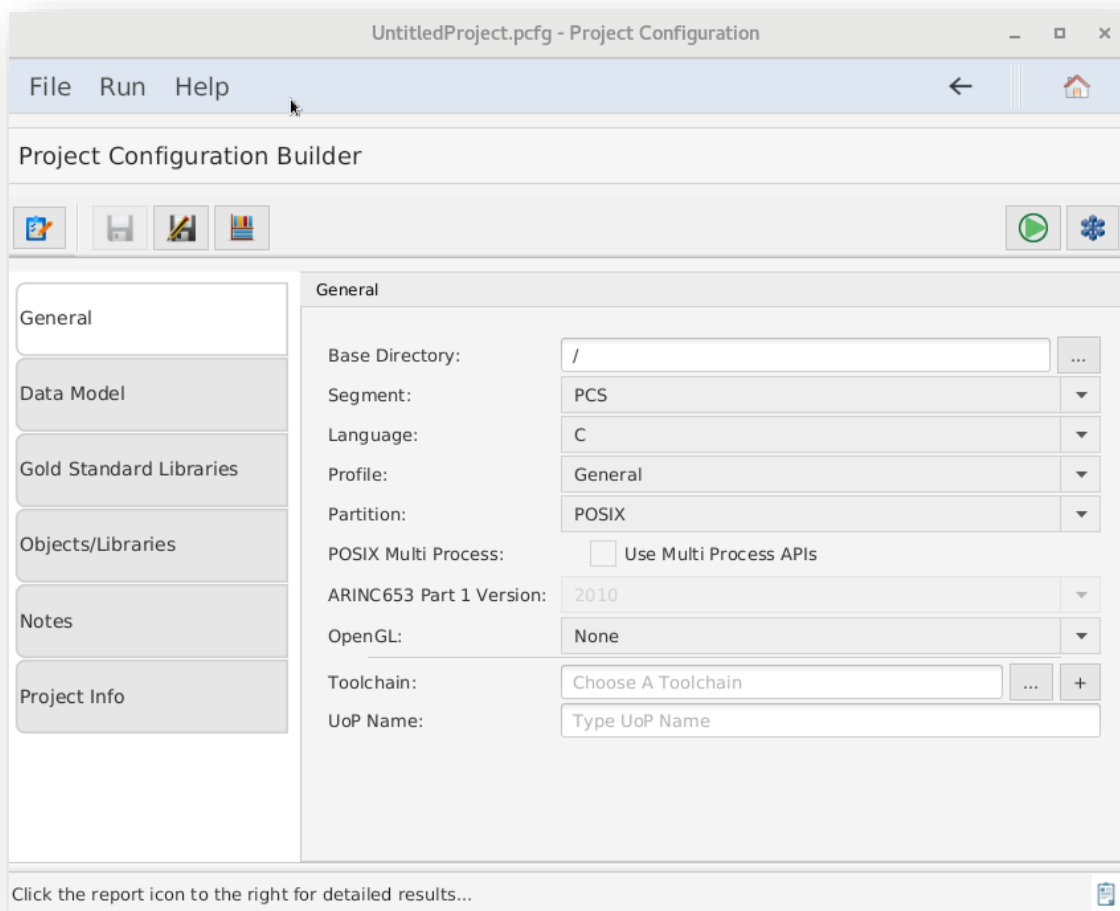 UntitledProject.pcfg - Project Configuration
File Run Help
Project Configuration Builder
General
Data Model
Gold Standard Libraries
Objects/Libraries
Notes
Project Info
General
Base Directory: / ...
Segment: PCS
Language: C
Profile: General
Partition: POSIX
POSIX Multi Process: Use Multi Process APIs
ARINC653 Part 1 Version: 2010
OpenGL: None
Toolchain: Choose A Toolchain ... +
UoP Name: Type UoP Name
Click the report icon to the right for detailed results...